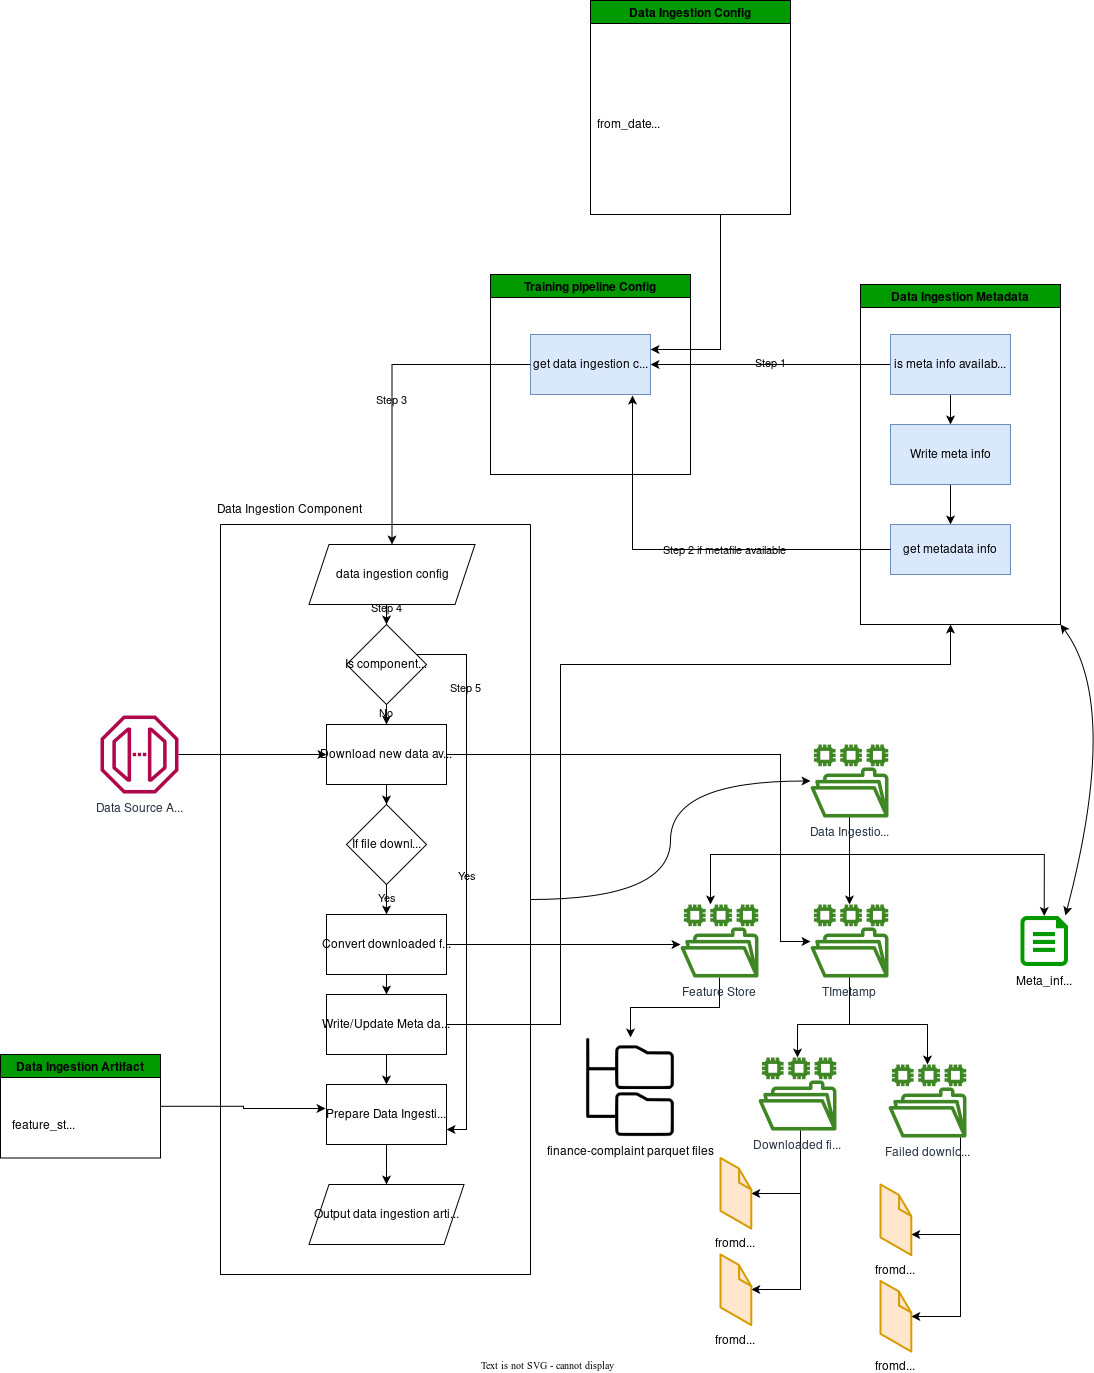 Data Ingestion Config
from_date...
Training pipeline Config
Data Ingestion Metadata
get data ingestion c...
Step 1
is meta info availab...
Step 3
Write meta info
Data Ingestion Component
Step 2 if metafile available
get metadata info
data ingestion config
Step 4
Is component...
Step 5
No
Download new data av...
Data Source A...
Data Ingestio...
If file downl...
Yes
Yes
Convert downloaded f...
Feature Store
TImetamp
Meta_inf...
Write/Update Meta da...
Data Ingestion Artifact
feature_st...
Prepare Data Ingesti...
finance-complaint parquet files
Downloaded fi...
Failed downlo...
Output data ingestion arti...
fromd...
fromd...
fromd...
fromd...
Text is not SVG - cannot display